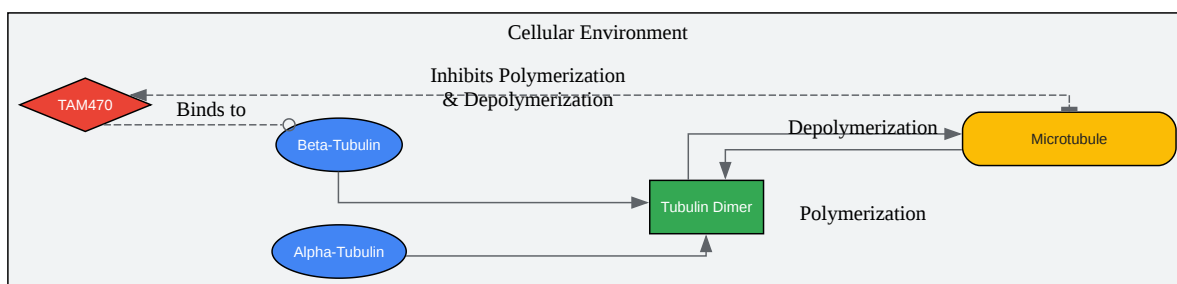 Cellular Environment
Inhibits Polymerization
& Depolymerization
TAM470
Binds to
Beta-Tubulin
Depolymerization
Microtubule
Tubulin Dimer
Polymerization
Alpha-Tubulin